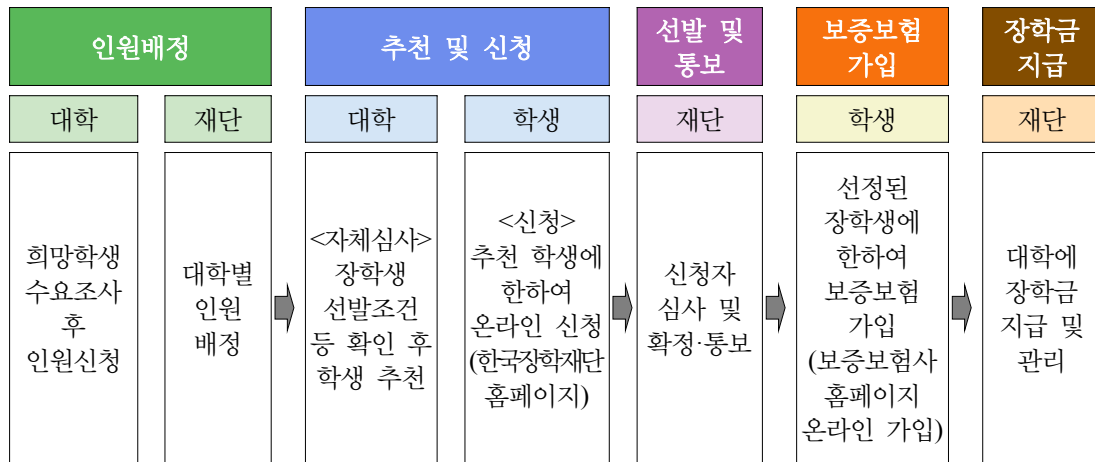 인원배정
추천 및 신청
선발 및
통보
보증보험
가입
장학금
지급
대학
재단
대학
학생
재단
학생
재단
희망학생
수요조사
후
인원신청
대학별
인원
배정
<자체심사>
장학생
선발조건
등 확인 후
학생 추천
<신청>
추천 학생에
한하여
온라인 신청
(한국장학재단
홈페이지)
신청자
심사 및
확정·통보
선정된
장학생에
한하여
보증보험
가입
(보증보험사
홈페이지
온라인 가입)
대학에
장학금
지급 및
관리